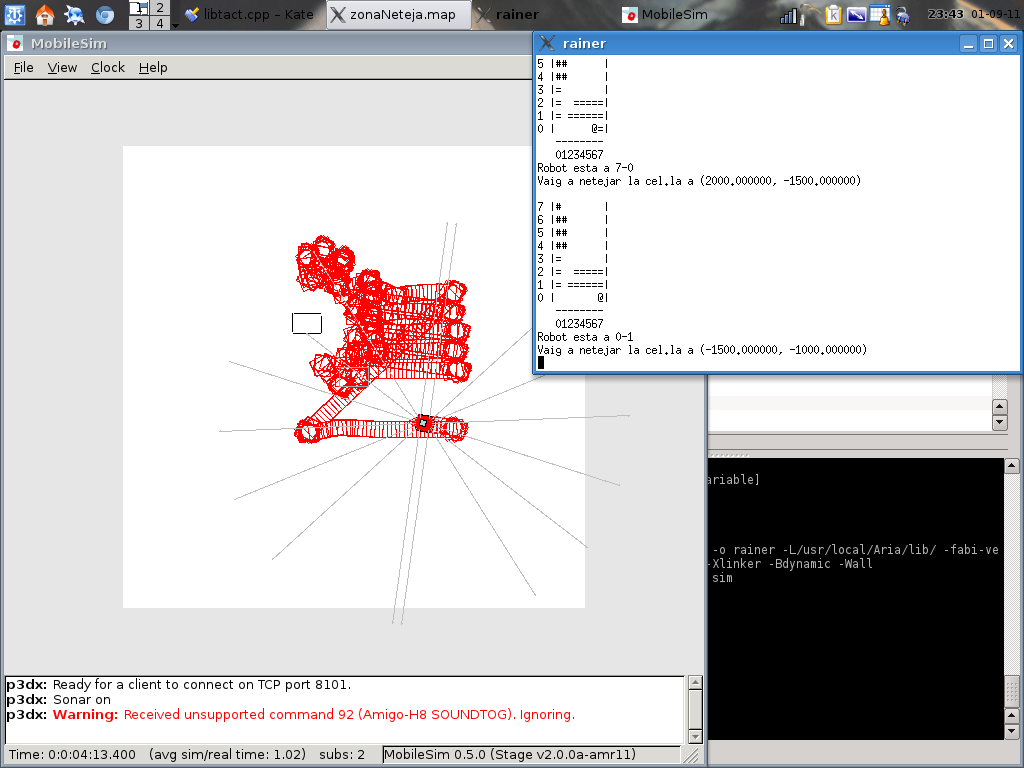 libtact.cpp – Kate
zonaNeteja.map
rainer
MobileSim
23:43 01-09-11
1 2
3 4
MobileSim
File View Clock Help
rainer
5 |##      |
4 |##      |
3 |=       |
2 |=  =====|
1 |= ======|
0 |      @=|
--------
01234567
Robot esta a 7-0
Vaig a netejar la cel.la a (2000.000000, -1500.000000)
7 |#       |
6 |##      |
5 |##      |
4 |##      |
3 |=       |
2 |=  =====|
1 |= ======|
0 |       @|
--------
01234567
Robot esta a 0-1
Vaig a netejar la cel.la a (-1500.000000, -1000.000000)
ariable]
-o rainer -L/usr/local/Aria/lib/ -fabi-ve
-Xlinker -Bdynamic -Wall
sim
p3dx: Ready for a client to connect on TCP port 8101.
p3dx: Sonar on
p3dx: Warning: Received unsupported command 92 (Amigo-H8 SOUNDTOG). Ignoring.
Time: 0:0:04:13.400 (avg sim/real time: 1.02) subs: 2 MobileSim 0.5.0 (Stage v2.0.0a-amr11)